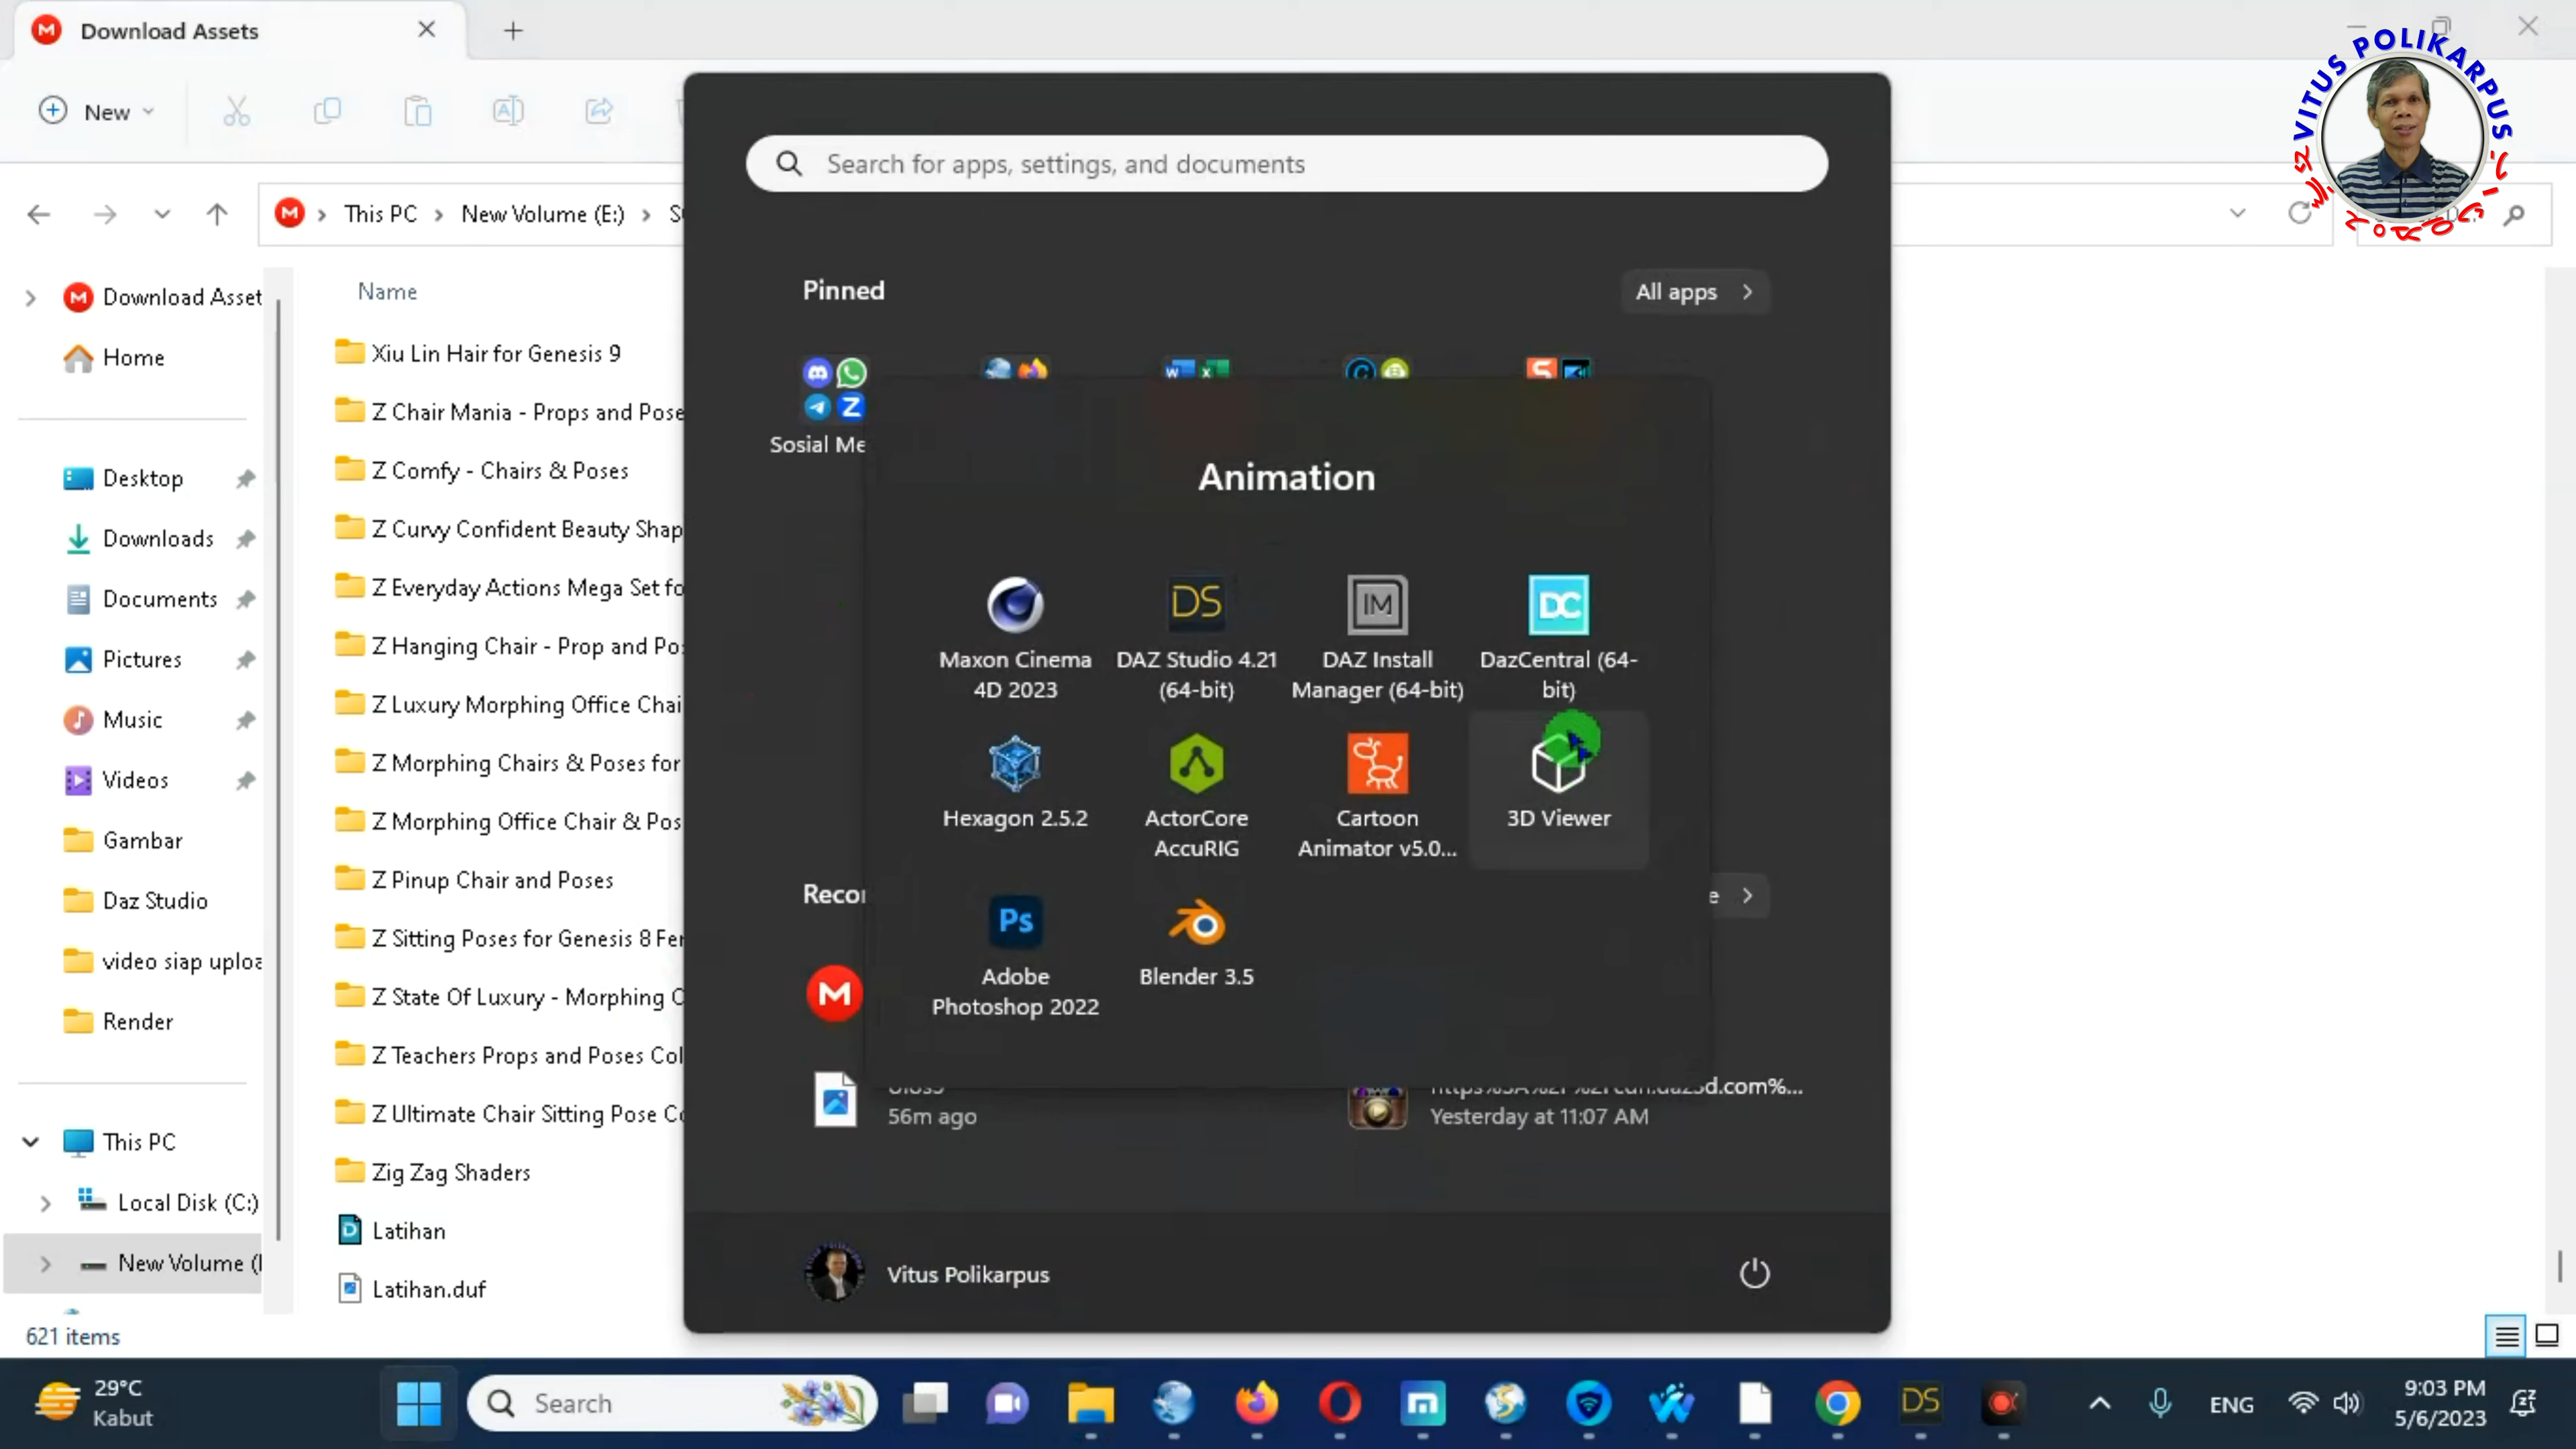 Download Assets
New
This PC
New Volume (E:)
Download Asset
Home
Desktop
Downloads
Documents
Pictures
Music
Videos
Gambar
Daz Studio
video siap uploa
Render
This PC
Local Disk (C:)
New Volume (
621 items
Name
Xiu Lin Hair for Genesis 9
Z Chair Mania - Props and Pose
Z Comfy - Chairs & Poses
Z Curvy Confident Beauty Shap
Z Everyday Actions Mega Set fo
Z Hanging Chair - Prop and Po
Z Luxury Morphing Office Chai
Z Morphing Chairs & Poses for
Z Morphing Office Chair & Pos
Z Pinup Chair and Poses
Z Sitting Poses for Genesis 8 Fe
Z State Of Luxury - Morphing C
Z Teachers Props and Poses Col
Z Ultimate Chair Sitting Pose Co
Zig Zag Shaders
Latihan
Latihan.duf
Search for apps, settings, and documents
Pinned
All apps
Sosial Me
Animation
Maxon Cinema
4D 2023
DAZ Studio 4.21
(64-bit)
DAZ Install
Manager (64-bit)
DazCentral (64-
bit)
Hexagon 2.5.2
ActorCore
AccuRIG
Cartoon
Animator v5.0...
3D Viewer
Adobe
Photoshop 2022
Blender 3.5
Recor
e
56m ago
Yesterday at 11:07 AM
Vitus Polikarpus
VITUS POLIKARPUS
29°C
Kabut
Search
ENG
9:03 PM
5/6/2023